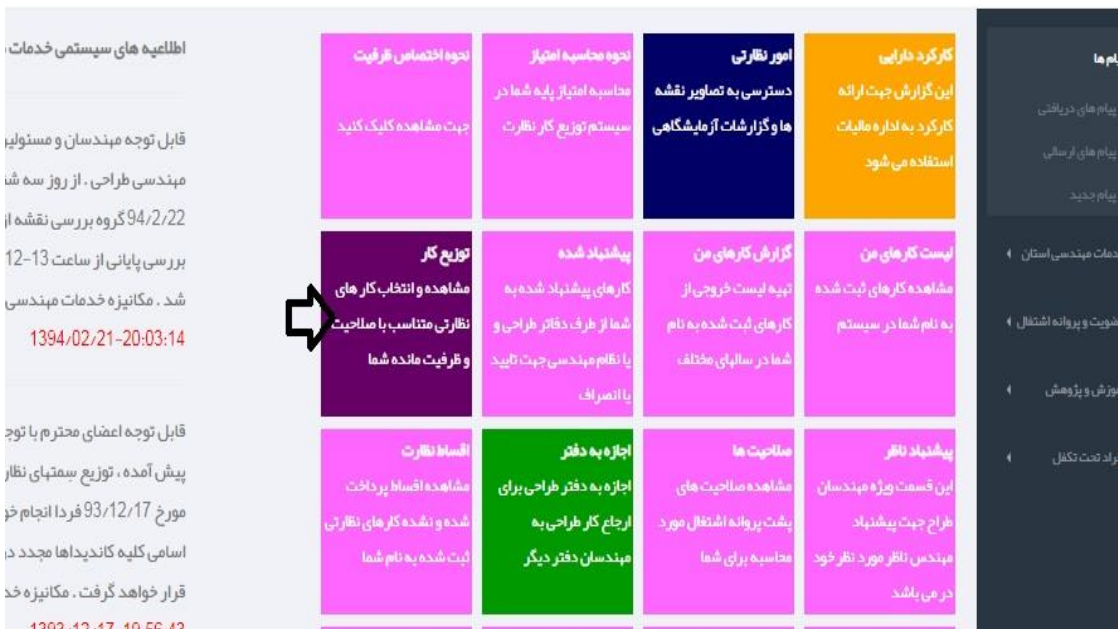 پیام های دریافتی
پیام های ارسالی
پیام جدید
کارکرد دارایی
این گزارش جهت ارائه
کارکرد به اداره مالیات
استفاده می شود
امور نظارتی
دسترسی به تصاویر نقشه
ها و گزارشات آزمایشگاهی
نحوه محاسبه امتیاز
محاسبه امتیاز پایه شما در
سیستم توزیع کار نظارت
نحوه اختصاص ظرفیت
جهت مشاهده کلیک کنید
لیست کارهای من
مشاهده کارهای ثبت شده
به نام شما در سیستم
گزارش کارهای من
تهیه لیست خروجی از
کارهای ثبت شده به نام
شما در سالهای مختلف
پیشنهاد شده
کارهای پیشنهاد شده به
شما از طرف دفاتر طراحی و
یا نظام مهندسی جهت تایید
یا انصراف
توزیع کار
مشاهده و انتخاب کار های
نظارتی متناسب با صلاحیت
و ظرفیت مانده شما
پیشنهاد ناظر
این قسمت ویژه مهندسان
طراح جهت پیشنهاد
مهندس ناظر مورد نظر خود
در می باشد
صلاحیت ها
مشاهده صلاحیت های
پشت پروانه اشتغال مورد
محاسبه برای شما
اجازه به دفتر
اجازه به دفتر طراحی برای
ارجاع کار طراحی به
مهندسان دفتر دیگر
اقساط نظارت
مشاهده اقساط پرداخت
شده و نشده کارهای نظارتی
ثبت شده به نام شما
اطلاعیه های سیستمی خدمات
قابل توجه مهندسان و
مهندسی طراحی . از روز سه
94/2/22 گروه بررسی نقشه
بررسی پایانی از ساعت 13-12
شد . مکانیزه خدمات مهندسی
1394/02/21-20:03:14
قابل توجه اعضای محترم با
پیش آمده ، توزیع سمتهای
مورخ 93/12/17 فردا انجام
اسامی کلیه کاندیداها مجدد
قرار خواهد گرفت . مکانیزه
مهندسی استان
و پروانه اشتغال
و پژوهش
تحت تکفل